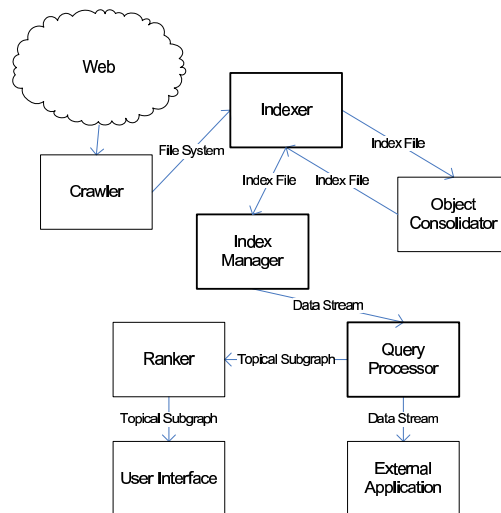 Web
Indexer
File System
Index File
Crawler
Index File
Index File
Object
Consolidator
Index
Manager
Data Stream
Ranker
Topical Subgraph
Query
Processor
Topical Subgraph
Data Stream
User Interface
External
Application